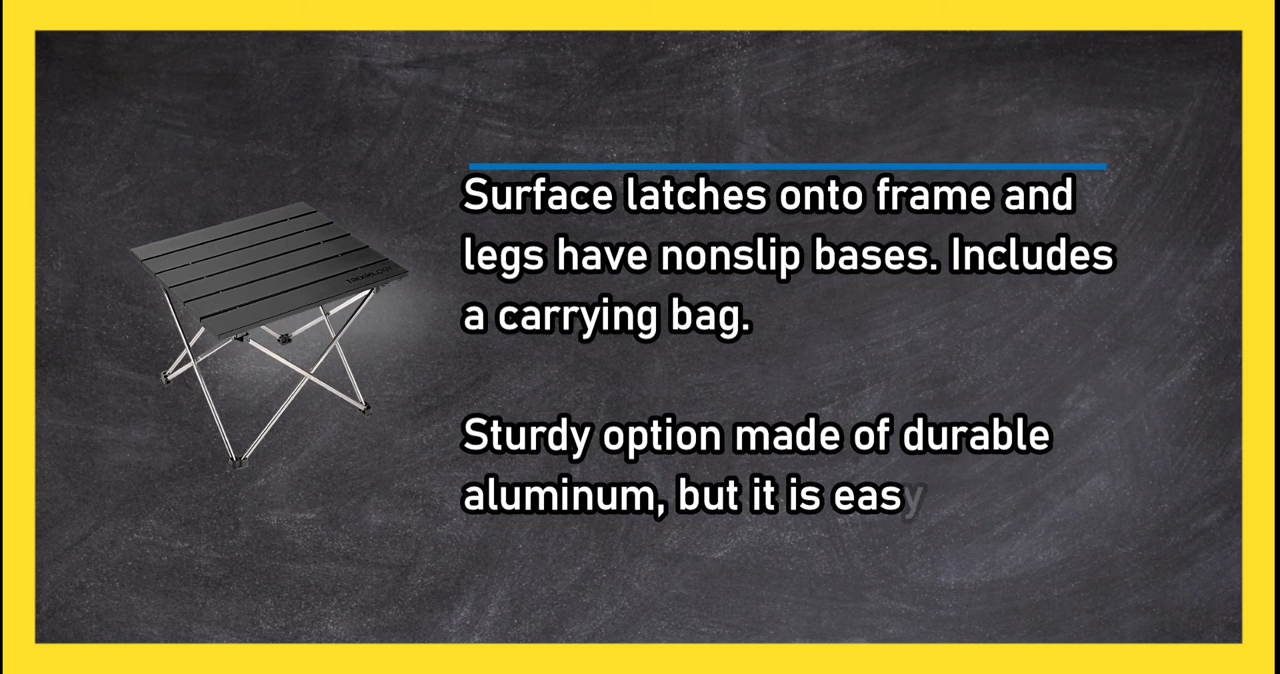 Surface latches onto frame and
legs have nonslip bases. Includes
a carrying bag.
Sturdy option made of durable
aluminum, but it is easy